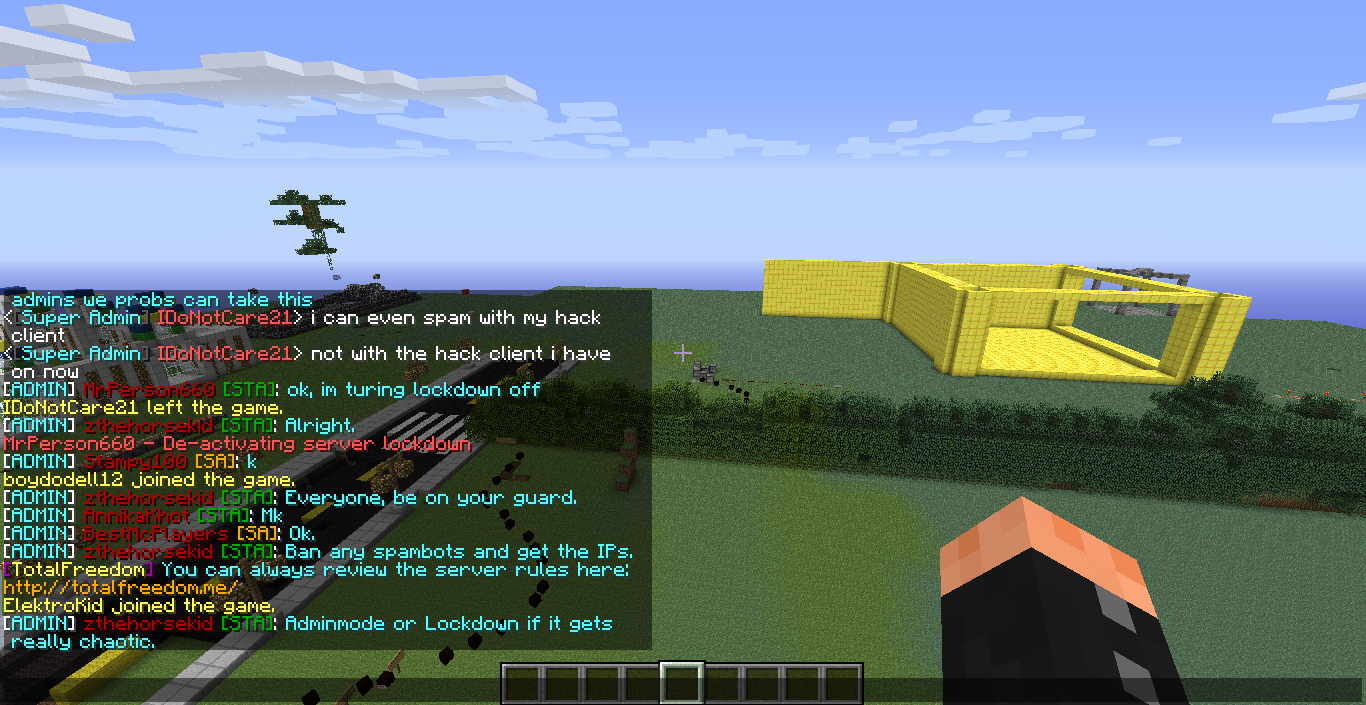 admins we probs can take this
<[Super Admin] IDoNotCare21> i can even spam with my hack
client
<[Super Admin] IDoNotCare21> not with the hack client i have
on now
[ADMIN] MrPerson660 [STA]: ok, im turing lockdown off
IDoNotCare21 left the game.
[ADMIN] zthehorsekid [STA]: Alright.
MrPerson660 - De-activating server lockdown
[ADMIN] Stampy100 [SA]: k
boydodell12 joined the game.
[ADMIN] zthehorsekid [STA]: Everyone, be on your guard.
[ADMIN] AnnikaKhot [STA]: Mk
[ADMIN] BestMcPlayers [SA]: Ok.
[ADMIN] zthehorsekid [STA]: Ban any spambots and get the IPs.
[TotalFreedom] You can always review the server rules here:
http://totalfreedom.me/
ElektroKid joined the game.
[ADMIN] zthehorsekid [STA]: Adminmode or Lockdown if it gets
really chaotic.